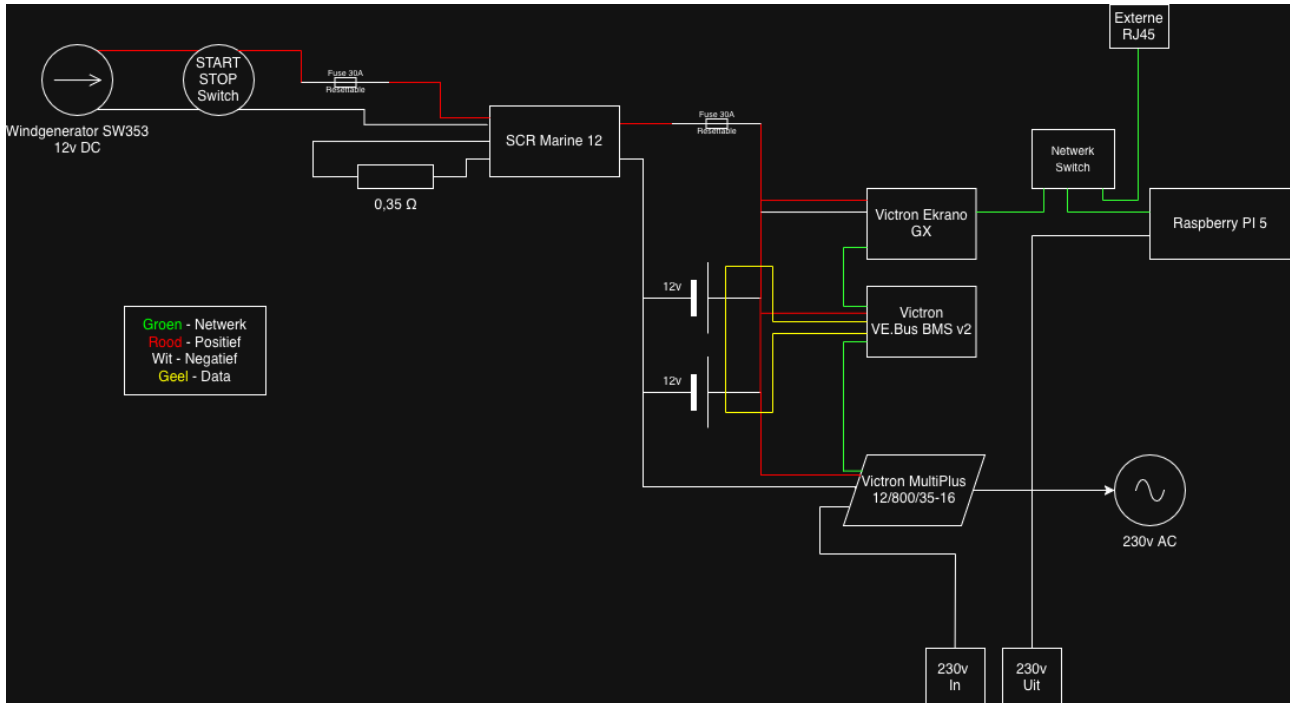 Externe
RJ45
START
STOP
Switch
Fuse 30A
Resettable
Windgenerator SW353
12v DC
SCR Marine 12
Fuse 30A
Resettable
0,35 Ω
Netwerk
Switch
Victron Ekrano
GX
Raspberry PI 5
12v
Victron
VE.Bus BMS v2
Groen - Netwerk
Rood - Positief
Wit - Negatief
Geel - Data
12v
Victron MultiPlus
12/800/35-16
230v AC
230v
In
230v
Uit